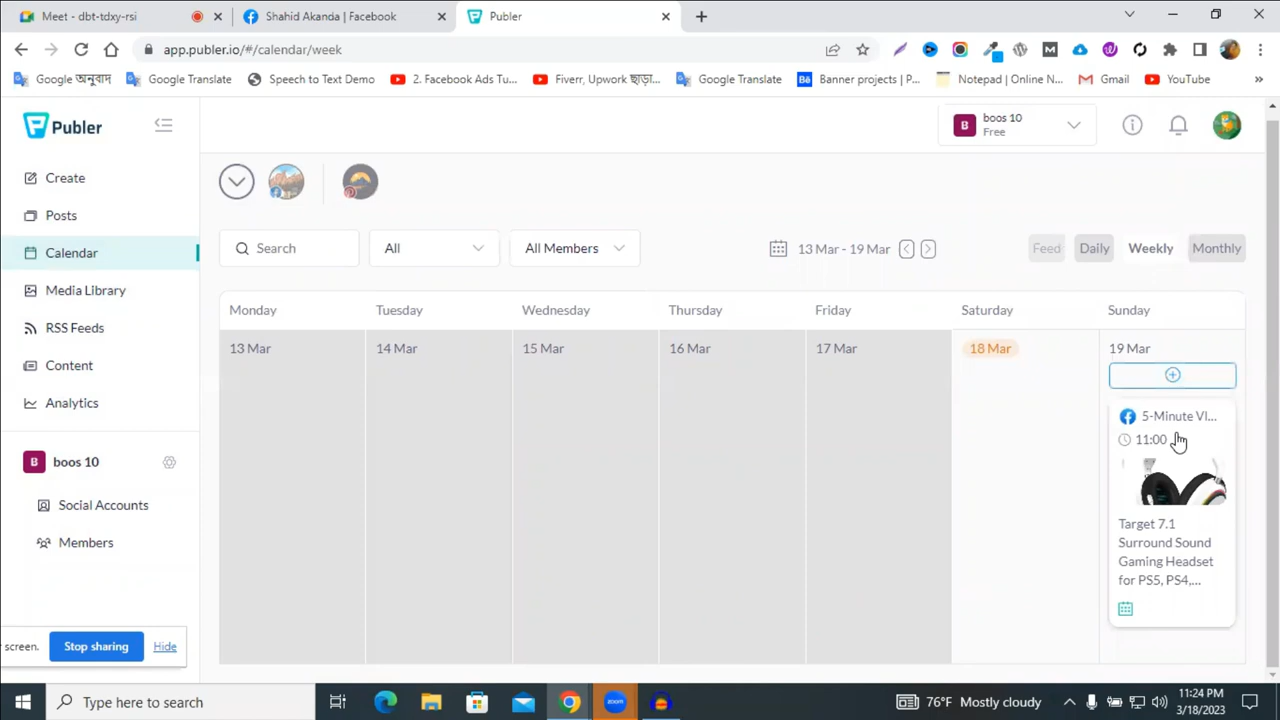 Meet - dbt-tdxy-rsi
Shahid Akanda | Facebook
Publer
app.publer.io/#/calendar/week
Google অনুবাদ
Google Translate
Speech to Text Demo
2. Facebook Ads Tu...
Fiverr, Upwork ছাড়া...
Google Translate
Banner projects | P...
Notepad | Online N...
Gmail
YouTube
Publer
boos 10
Free
B
Create
Posts
Calendar
Media Library
RSS Feeds
Content
Analytics
B boos 10
Social Accounts
Members
Search
All
All Members
13 Mar - 19 Mar
Feed
Daily
Weekly
Monthly
Monday
Tuesday
Wednesday
Thursday
Friday
Saturday
Sunday
13 Mar
14 Mar
15 Mar
16 Mar
17 Mar
18 Mar
19 Mar
5-Minute VI...
11:00
Target 7.1
Surround Sound
Gaming Headset
for PS5, PS4,...
screen.
Stop sharing
Hide
Type here to search
zoom
76°F Mostly cloudy
11:24 PM
3/18/2023